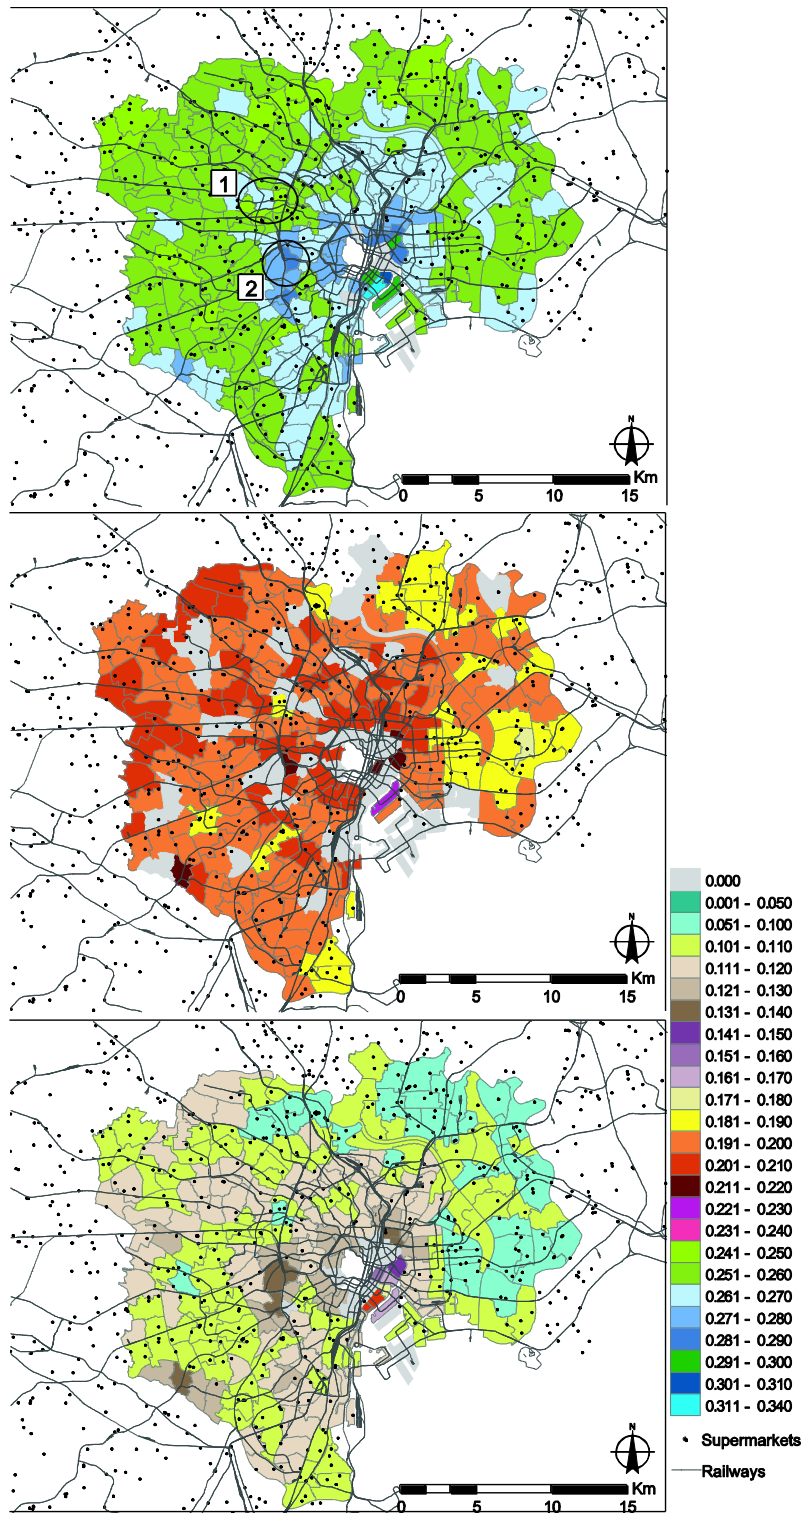 1
2
N
Km
0 5 10 15
N
Km
0 5 10 15
0.000
0.001 - 0.050
0.051 - 0.100
0.101 - 0.110
0.111 - 0.120
0.121 - 0.130
0.131 - 0.140
0.141 - 0.150
0.151 - 0.160
0.161 - 0.170
0.171 - 0.180
0.181 - 0.190
0.191 - 0.200
0.201 - 0.210
0.211 - 0.220
0.221 - 0.230
0.231 - 0.240
0.241 - 0.250
0.251 - 0.260
0.261 - 0.270
0.271 - 0.280
0.281 - 0.290
0.291 - 0.300
0.301 - 0.310
0.311 - 0.340
Supermarkets
Railways
N
Km
0 5 10 15